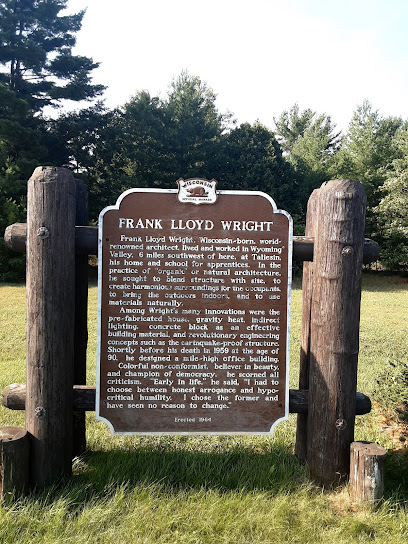 WISCONSIN
OFFICIAL MARKER
FRANK LLOYD WRIGHT
Frank Lloyd Wright, Wisconsin-born, world-
renowned architect, lived and worked in Wyoming
Valley, 6 miles southwest of here, at Taliesin,
his home and school for apprentices. In the
practice of "organic" or natural architecture,
he sought to blend structure with site, to
create harmonious surroundings for the occupants,
to bring the outdoors indoors, and to use
materials naturally.
Among Wright's many innovations were the
pre-fabricated house, gravity heat, indirect
lighting, concrete block as an effective
building material, and revolutionary engineering
concepts such as the earthquake-proof structure.
Shortly before his death in 1959 at the age of
90, he designed a mile-high office building.
Colorful non-conformist, believer in beauty,
and champion of democracy, he scorned all
criticism. "Early in life," he said, "I had to
choose between honest arrogance and hypo-
critical humility. I chose the former and
have seen no reason to change."
Erected 1964